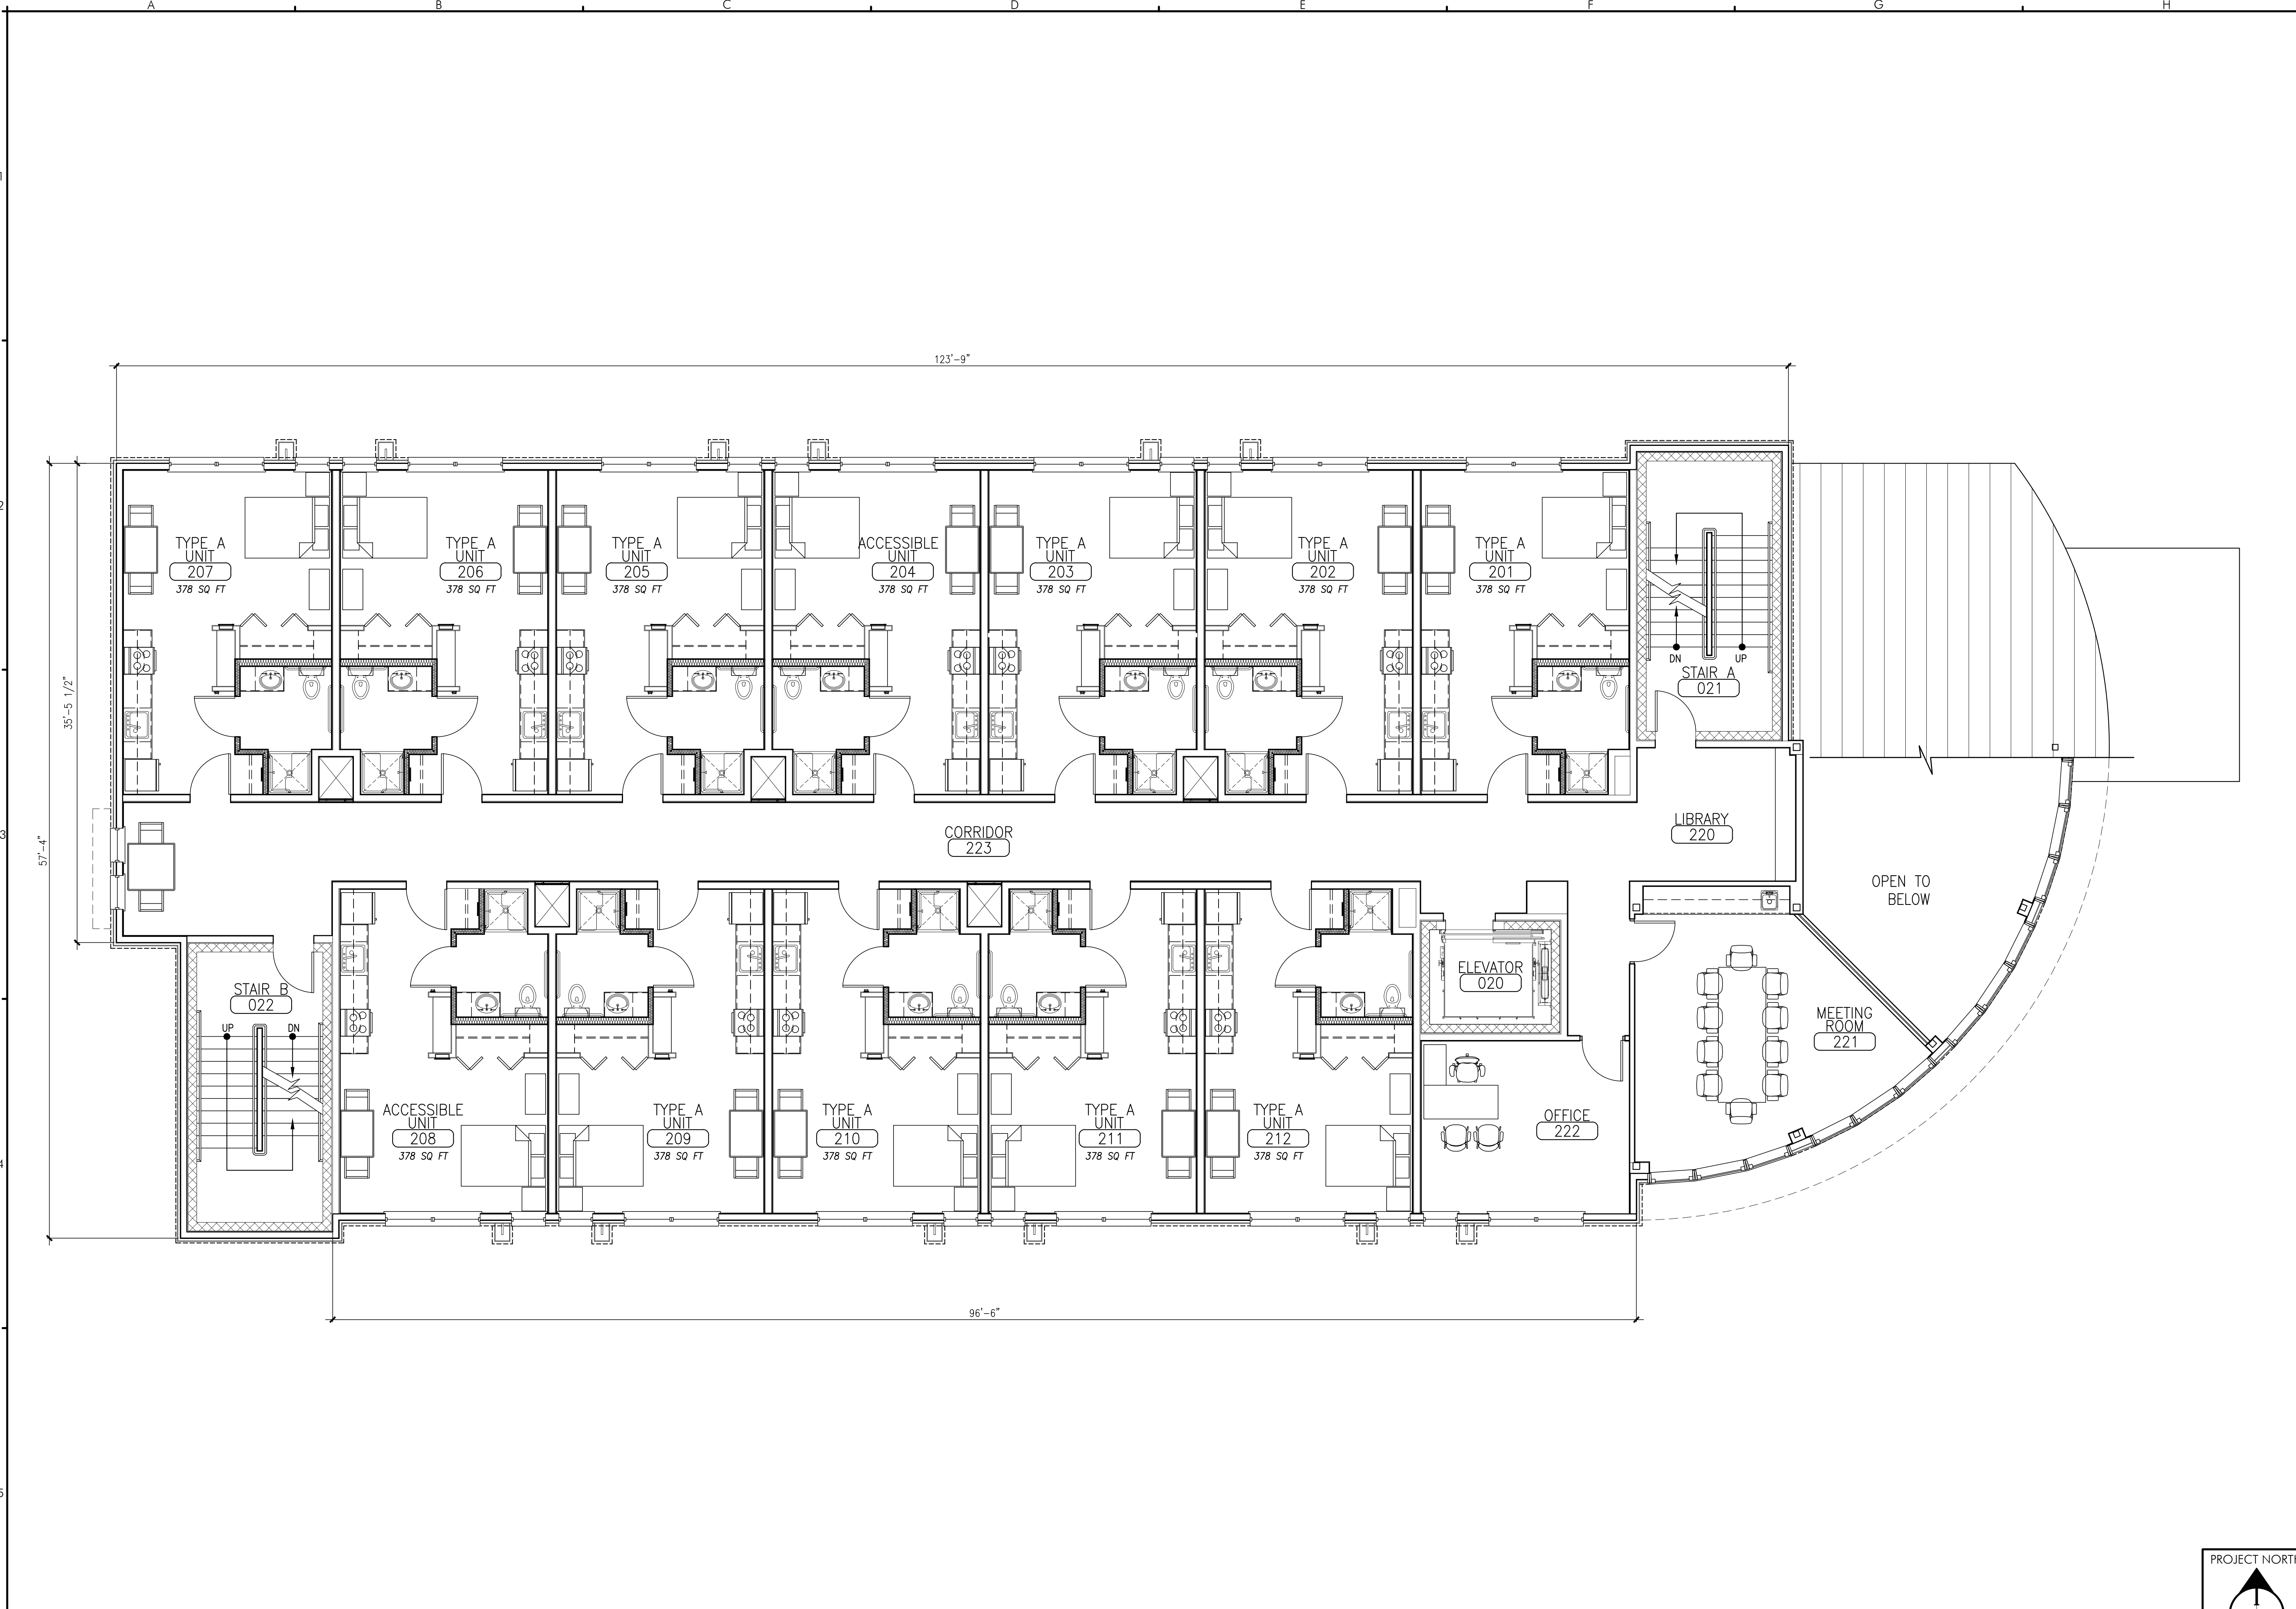 A B C D E F G H
1
123'-9"
2
TYPE A
UNIT
207
378 SQ FT
TYPE A
UNIT
206
378 SQ FT
TYPE A
UNIT
205
378 SQ FT
ACCESSIBLE
UNIT
204
378 SQ FT
TYPE A
UNIT
203
378 SQ FT
TYPE A
UNIT
202
378 SQ FT
TYPE A
UNIT
201
378 SQ FT
DN UP
STAIR A
021
35'-5 1/2"
57'-4"
3
CORRIDOR
223
LIBRARY
220
OPEN TO
BELOW
STAIR B
022
UP DN
ELEVATOR
020
MEETING
ROOM
221
4
ACCESSIBLE
UNIT
208
378 SQ FT
TYPE A
UNIT
209
378 SQ FT
TYPE A
UNIT
210
378 SQ FT
TYPE A
UNIT
211
378 SQ FT
TYPE A
UNIT
212
378 SQ FT
OFFICE
222
96'-6"
5
PROJECT NORTH